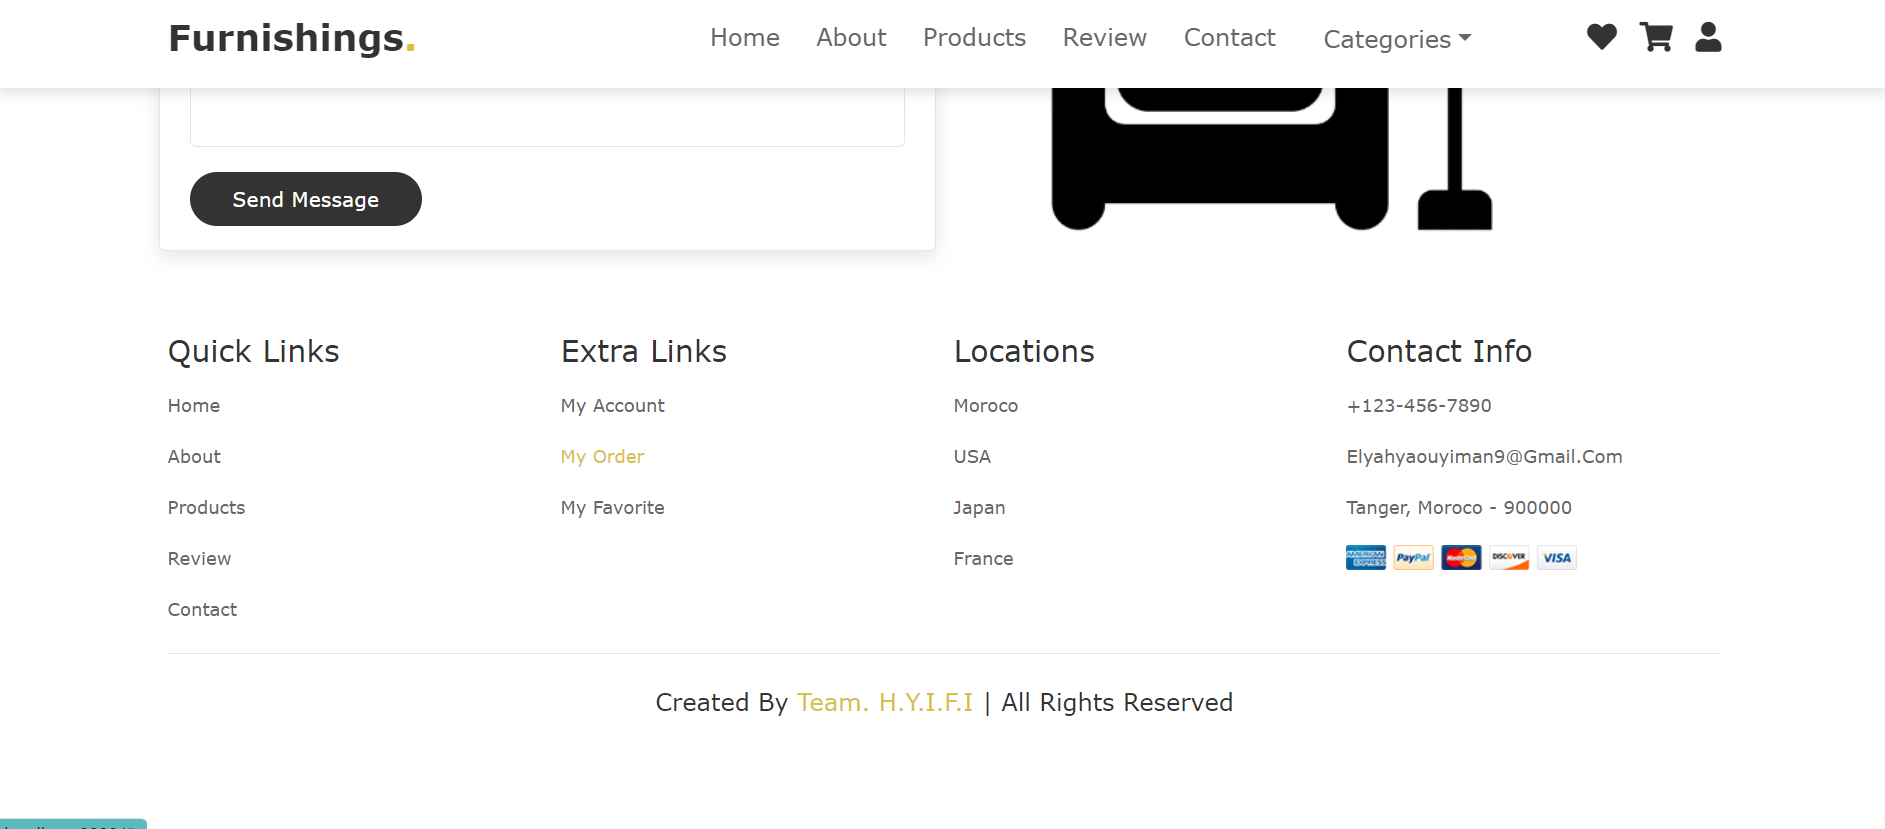 Furnishings.
Home About Products Review Contact Categories
Send Message
Quick Links
Home
About
Products
Review
Contact
Extra Links
My Account
My Order
My Favorite
Locations
Moroco
USA
Japan
France
Contact Info
+123-456-7890
Elyahyaouyiman9@Gmail.Com
Tanger, Moroco - 900000
AMERICAN EXPRESS PayPal MasterCard DISCOVER VISA
Created By Team. H.Y.I.F.I | All Rights Reserved